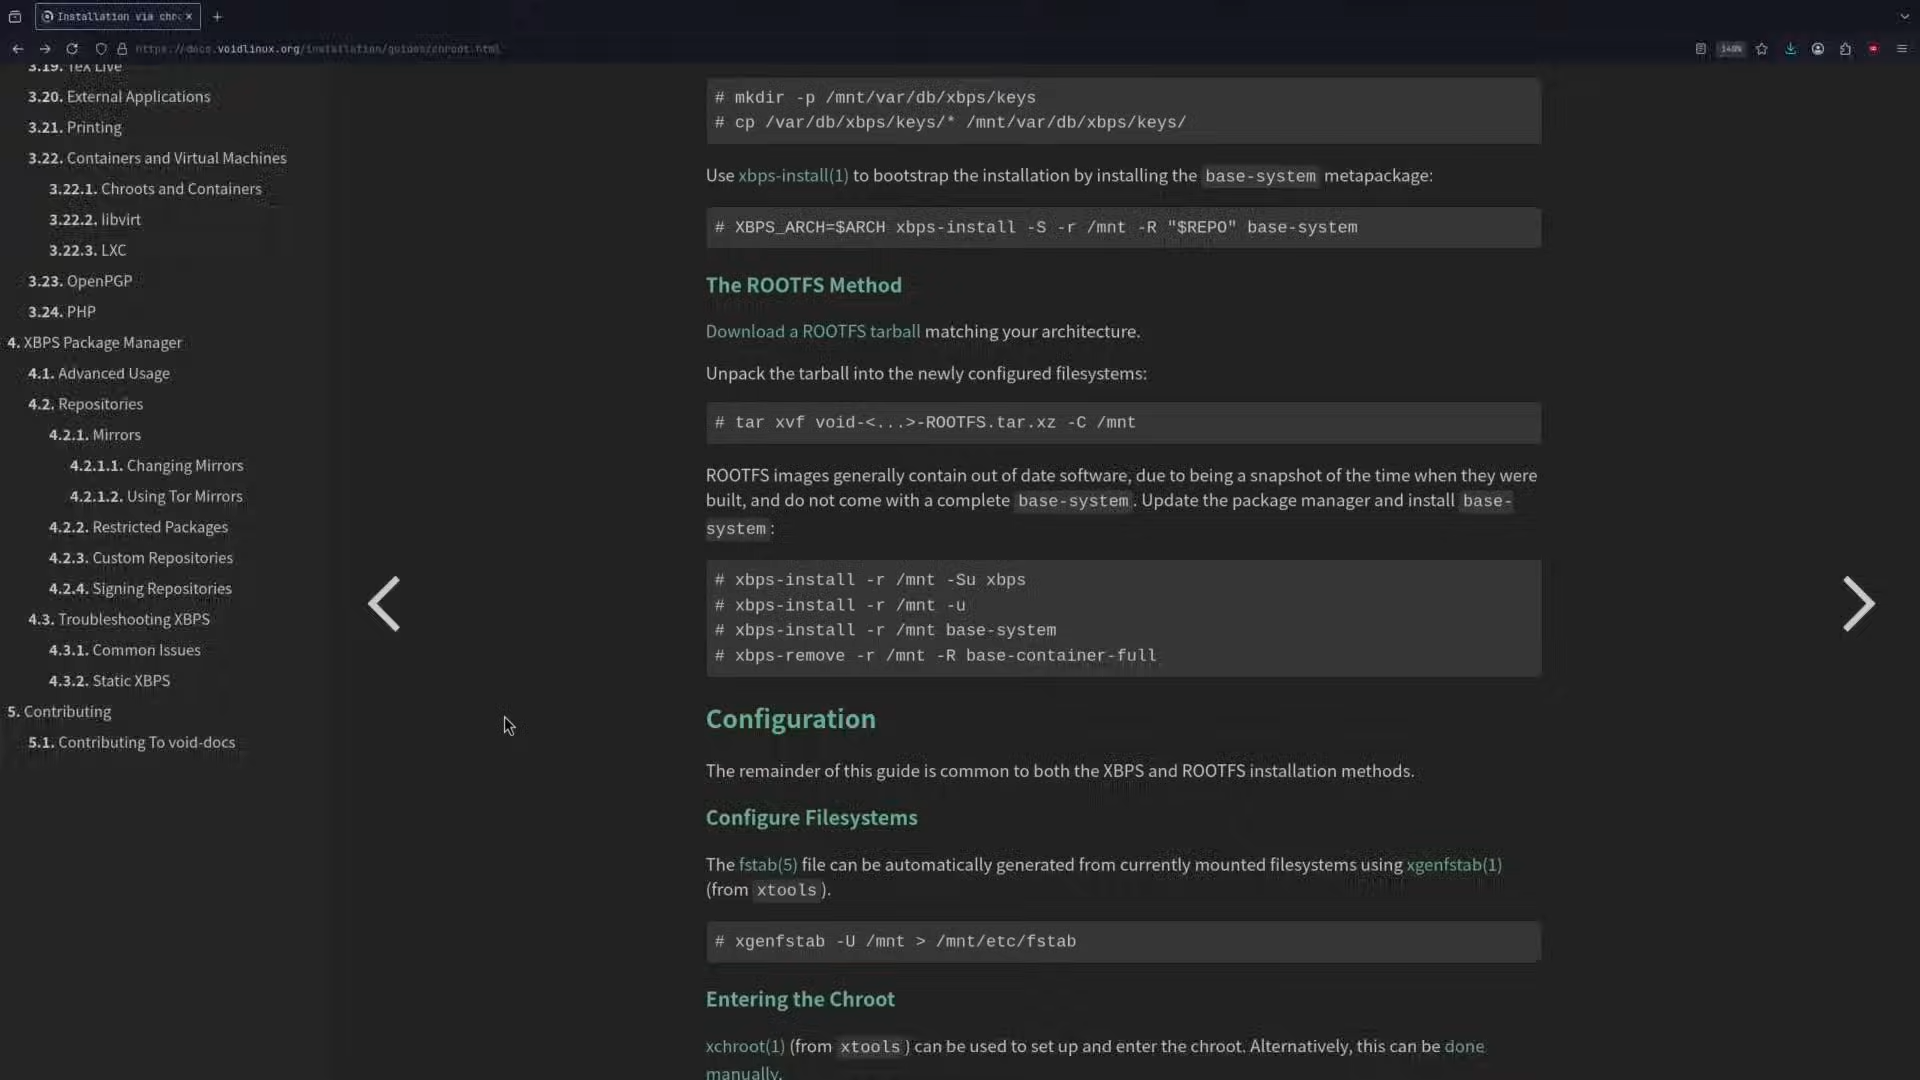 Installation via chro
https://docs.voidlinux.org/installation/guides/chroot.html
140%
3.19. Tex Live
3.20. External Applications
3.21. Printing
3.22. Containers and Virtual Machines
3.22.1. Chroots and Containers
3.22.2. libvirt
3.22.3. LXC
3.23. OpenPGP
3.24. PHP
4. XBPS Package Manager
4.1. Advanced Usage
4.2. Repositories
4.2.1. Mirrors
4.2.1.1. Changing Mirrors
4.2.1.2. Using Tor Mirrors
4.2.2. Restricted Packages
4.2.3. Custom Repositories
4.2.4. Signing Repositories
4.3. Troubleshooting XBPS
4.3.1. Common Issues
4.3.2. Static XBPS
5. Contributing
5.1. Contributing To void-docs
# mkdir -p /mnt/var/db/xbps/keys
# cp /var/db/xbps/keys/* /mnt/var/db/xbps/keys/
Use xbps-install(1) to bootstrap the installation by installing the base-system metapackage:
# XBPS_ARCH=$ARCH xbps-install -S -r /mnt -R "$REPO" base-system
The ROOTFS Method
Download a ROOTFS tarball matching your architecture.
Unpack the tarball into the newly configured filesystems:
# tar xvf void-<...>-ROOTFS.tar.xz -C /mnt
ROOTFS images generally contain out of date software, due to being a snapshot of the time when they were
built, and do not come with a complete base-system. Update the package manager and install base-
system:
# xbps-install -r /mnt -Su xbps
# xbps-install -r /mnt -u
# xbps-install -r /mnt base-system
# xbps-remove -r /mnt -R base-container-full
Configuration
The remainder of this guide is common to both the XBPS and ROOTFS installation methods.
Configure Filesystems
The fstab(5) file can be automatically generated from currently mounted filesystems using xgenfstab(1)
(from xtools).
# xgenfstab -U /mnt > /mnt/etc/fstab
Entering the Chroot
xchroot(1) (from xtools) can be used to set up and enter the chroot. Alternatively, this can be done
manually.